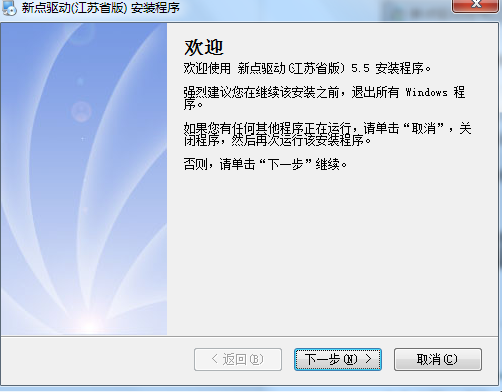 新点驱动(江苏省版) 安装程序
欢迎
欢迎使用 新点驱动(江苏省版) 5.5 安装程序。
强烈建议您在继续该安装之前，退出所有 Windows 程
序。
如果您有任何其他程序正在运行，请单击“取消”，关
闭程序，然后再次运行该安装程序。
否则，请单击“下一步”继续。
< 返回(B)
下一步(N) >
取消(C)